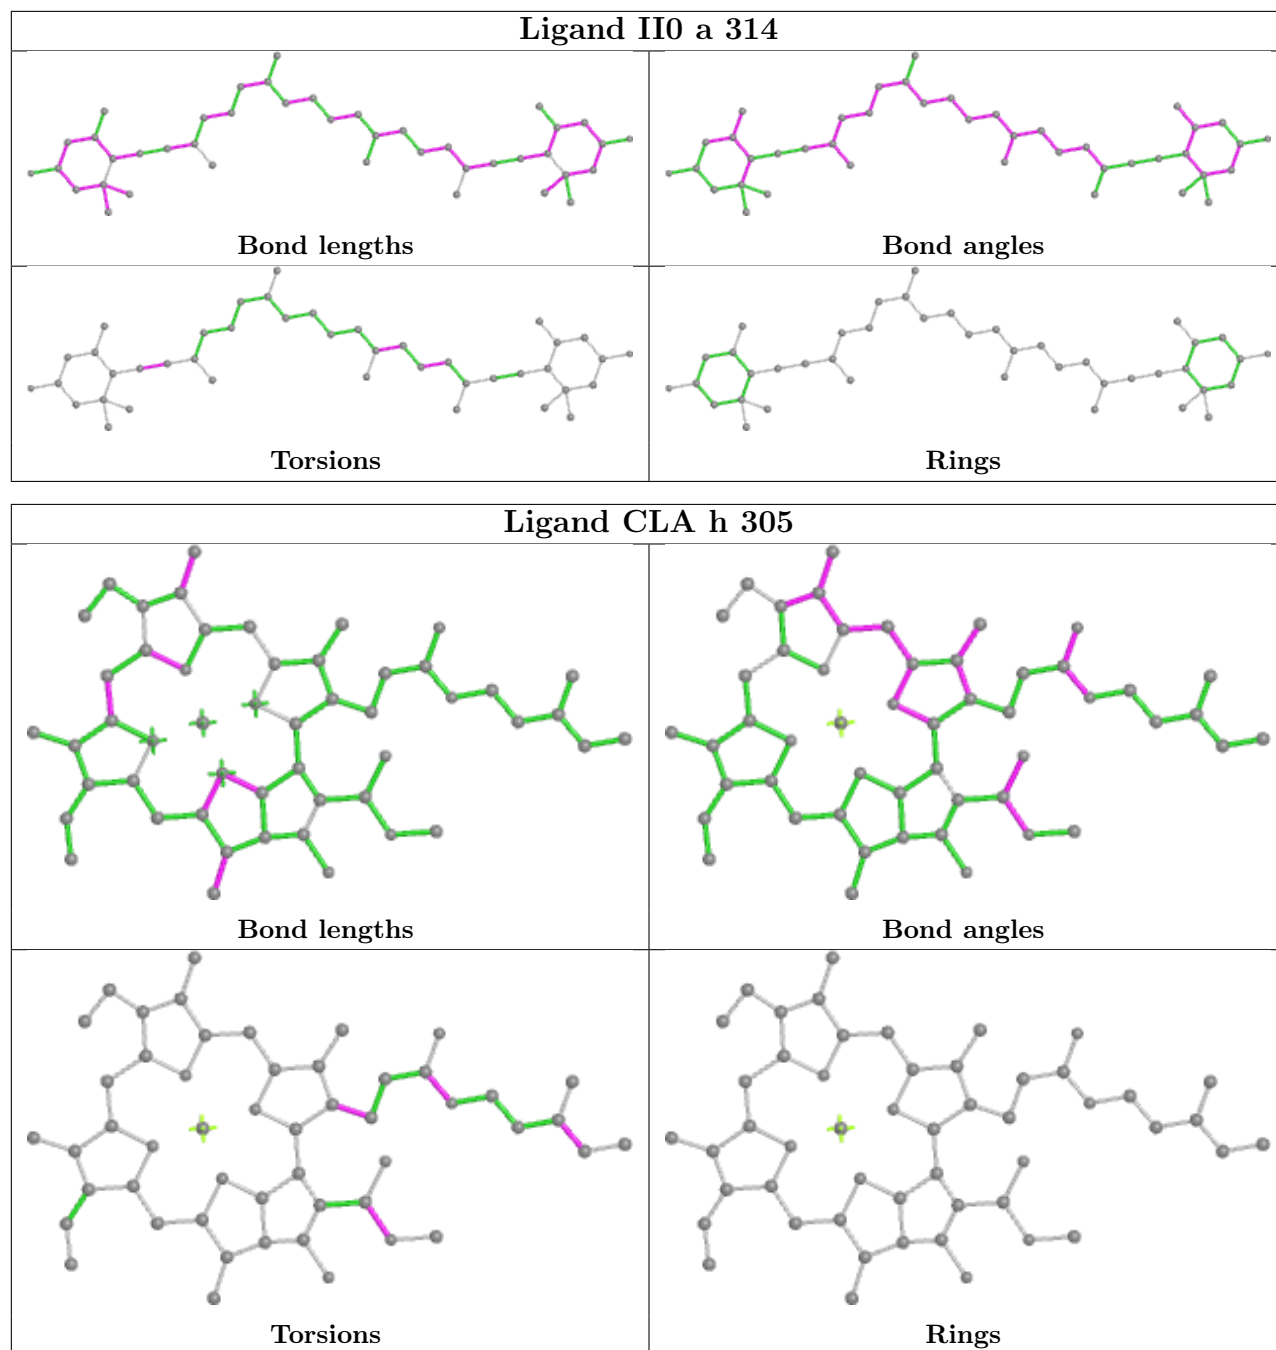 Ligand II0 a 314
Bond lengths
Bond angles
Torsions
Rings
Ligand CLA h 305
Bond lengths
Bond angles
Torsions
Rings